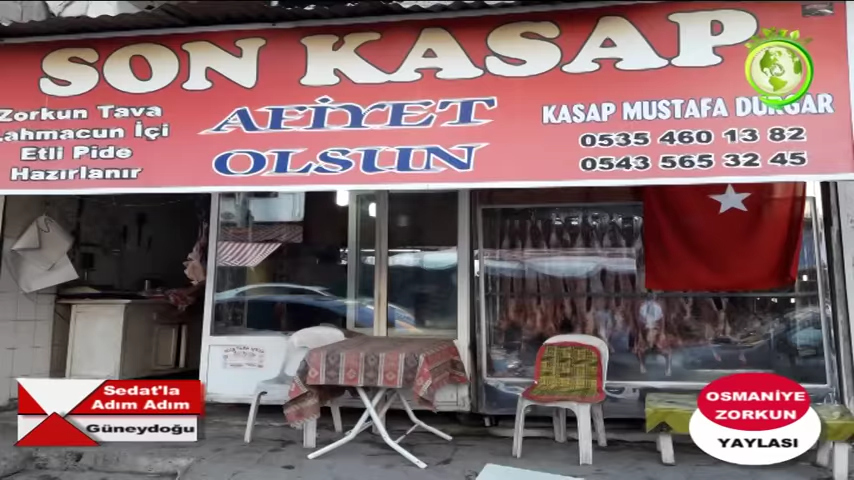 SON KASAP
Zorkun Tava
Lahmacun İçi
Etli Pide
Hazırlanır
AFİYET
OLSUN
KASAP MUSTAFA DURGAR
0535 460 13 82
0543 565 32 45
Sedat'la
Adım Adım
Güneydoğu
OSMANİYE
ZORKUN
YAYLASI